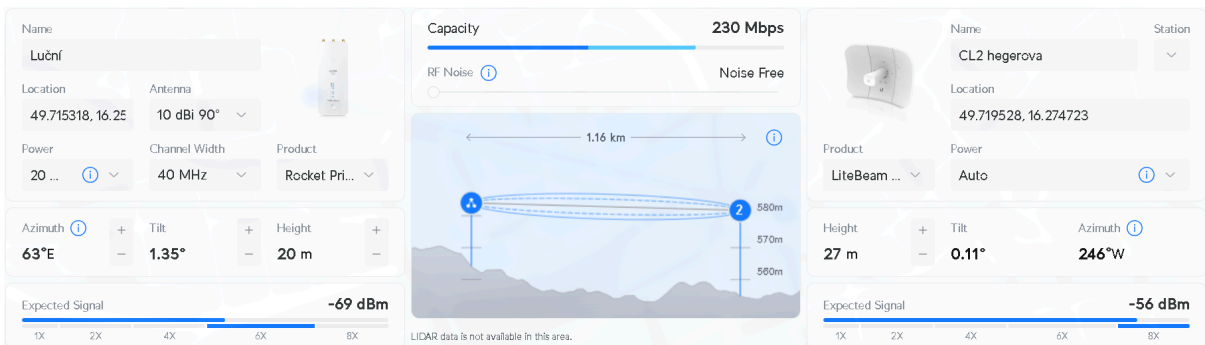 Name
Luční
Location
Antenna
49.715318, 16.25
10 dBi 90°
Power
Channel Width
Product
20 ...
40 MHz
Rocket Pri...
Azimuth
Tilt
Height
63°E
1.35°
20 m
Expected Signal
-69 dBm
1X
2X
4X
6X
8X
Capacity
230 Mbps
RF Noise
Noise Free
1.16 km
2
580m
570m
560m
LIDAR data is not available in this area.
Name
Station
CL2 hegerova
Location
49.719528, 16.274723
Product
Power
LiteBeam ...
Auto
Height
Tilt
Azimuth
27 m
0.11°
246°W
Expected Signal
-56 dBm
1X
2X
4X
6X
8X